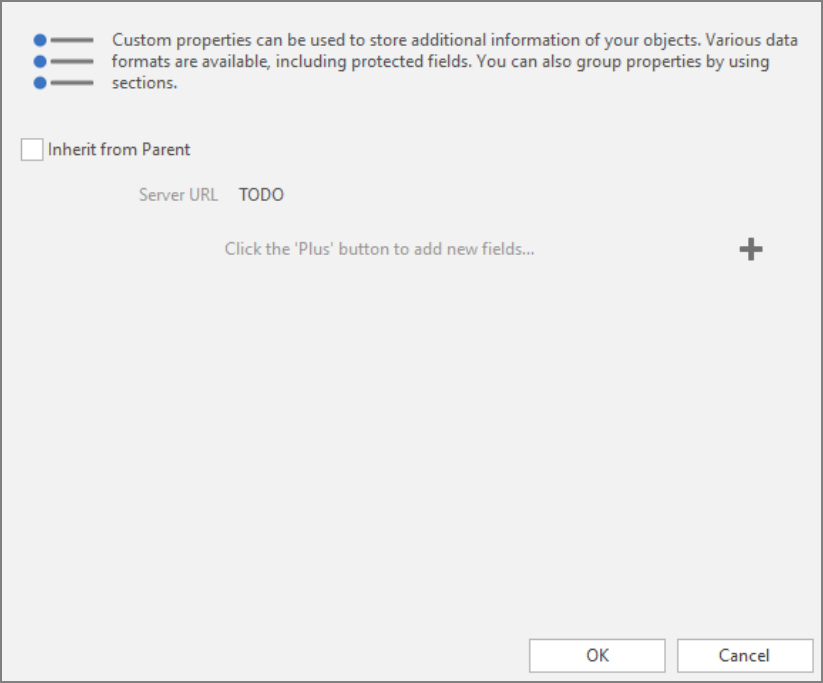 Custom properties can be used to store additional information of your objects. Various data
formats are available, including protected fields. You can also group properties by using
sections.
Inherit from Parent
Server URL TODO
Click the 'Plus' button to add new fields...
OK Cancel